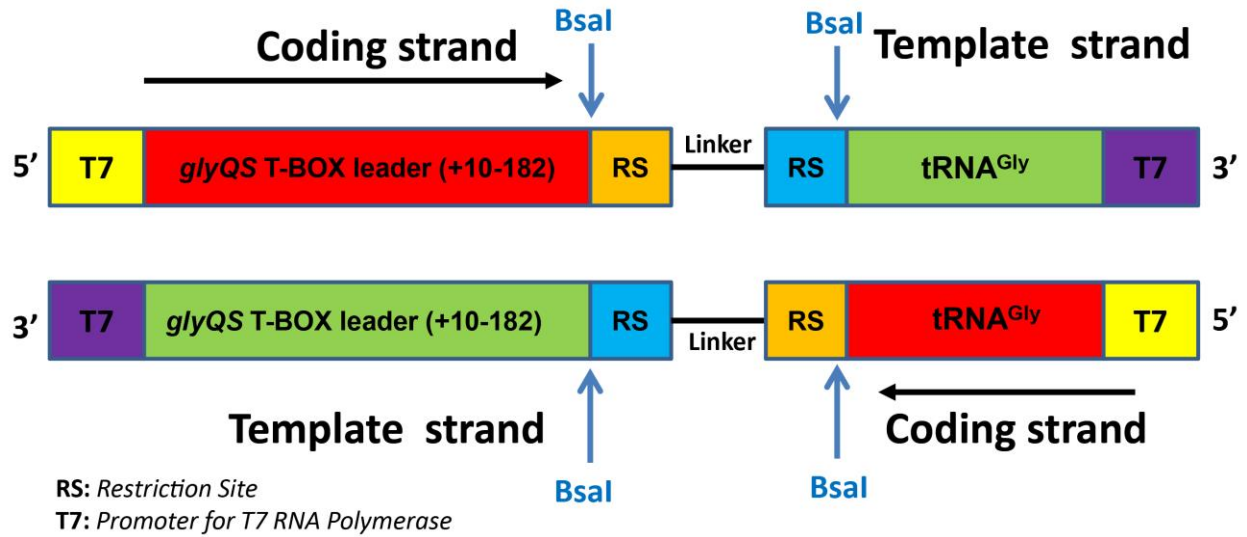 BsaI
BsaI
Coding strand
Template strand
5’ T7 glyQS T-BOX leader (+10-182) RS Linker RS tRNAGly T7 3’
3’ T7 glyQS T-BOX leader (+10-182) RS Linker RS tRNAGly T7 5’
Template strand
Coding strand
BsaI
BsaI
RS: Restriction Site
T7: Promoter for T7 RNA Polymerase